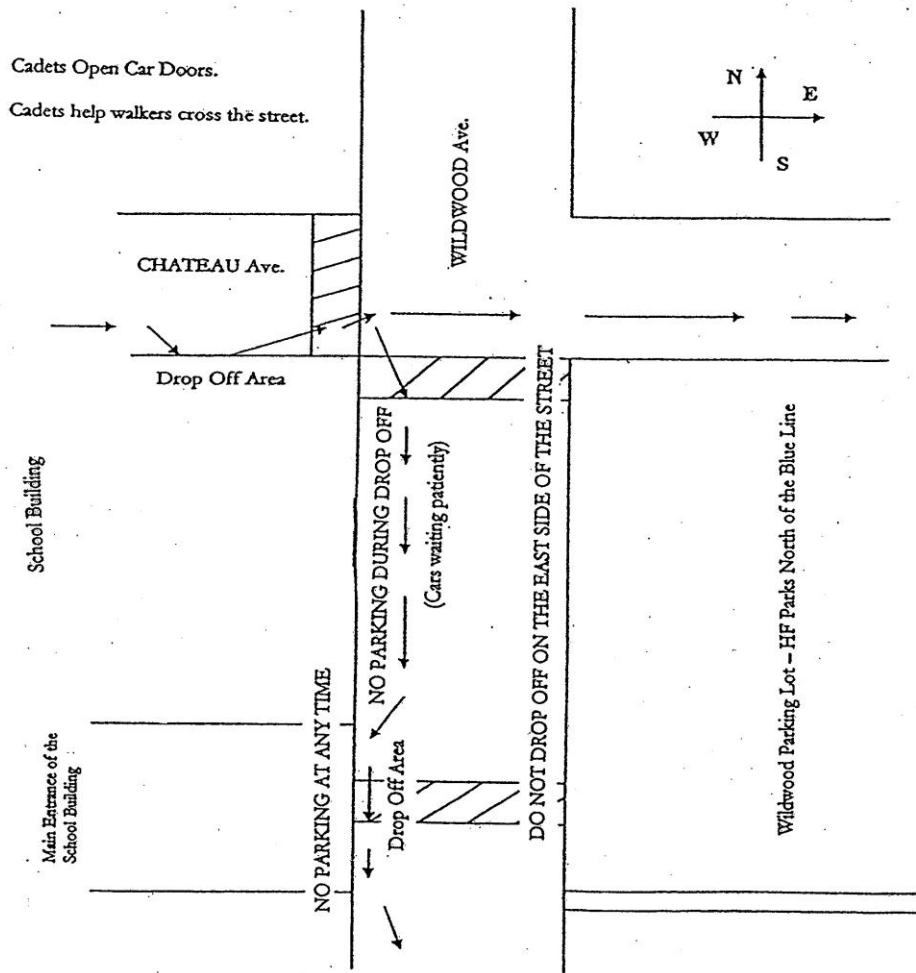 Cadets Open Car Doors.
Cadets help walkers cross the street.
N
E
W
S
WILDWOOD Ave.
CHATEAU Ave.
Drop Off Area
School Building
NO PARKING DURING DROP OFF
(Cars waiting patiently)
DO NOT DROP OFF ON THE EAST SIDE OF THE STREET
Wildwood Parking Lot – HF Parks North of the Blue Line
Main Entrance of the
School Building
NO PARKING AT ANY TIME
Drop Off Area